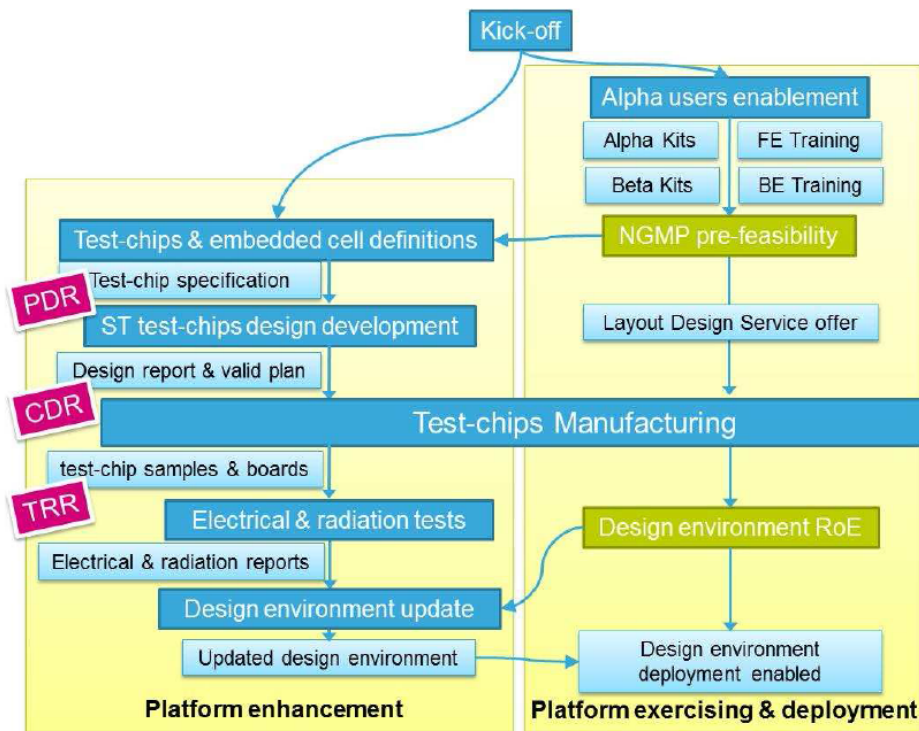 Kick-off
Alpha users enablement
Alpha Kits
FE Training
Beta Kits
BE Training
Test-chips & embedded cell definitions
NGMP pre-feasibility
Test-chip specification
PDR
ST test-chips design development
Layout Design Service offer
Design report & valid plan
CDR
Test-chips Manufacturing
test-chip samples & boards
TRR
Electrical & radiation tests
Design environment RoE
Electrical & radiation reports
Design environment update
Updated design environment
Design environment
deployment enabled
Platform enhancement
Platform exercising & deployment